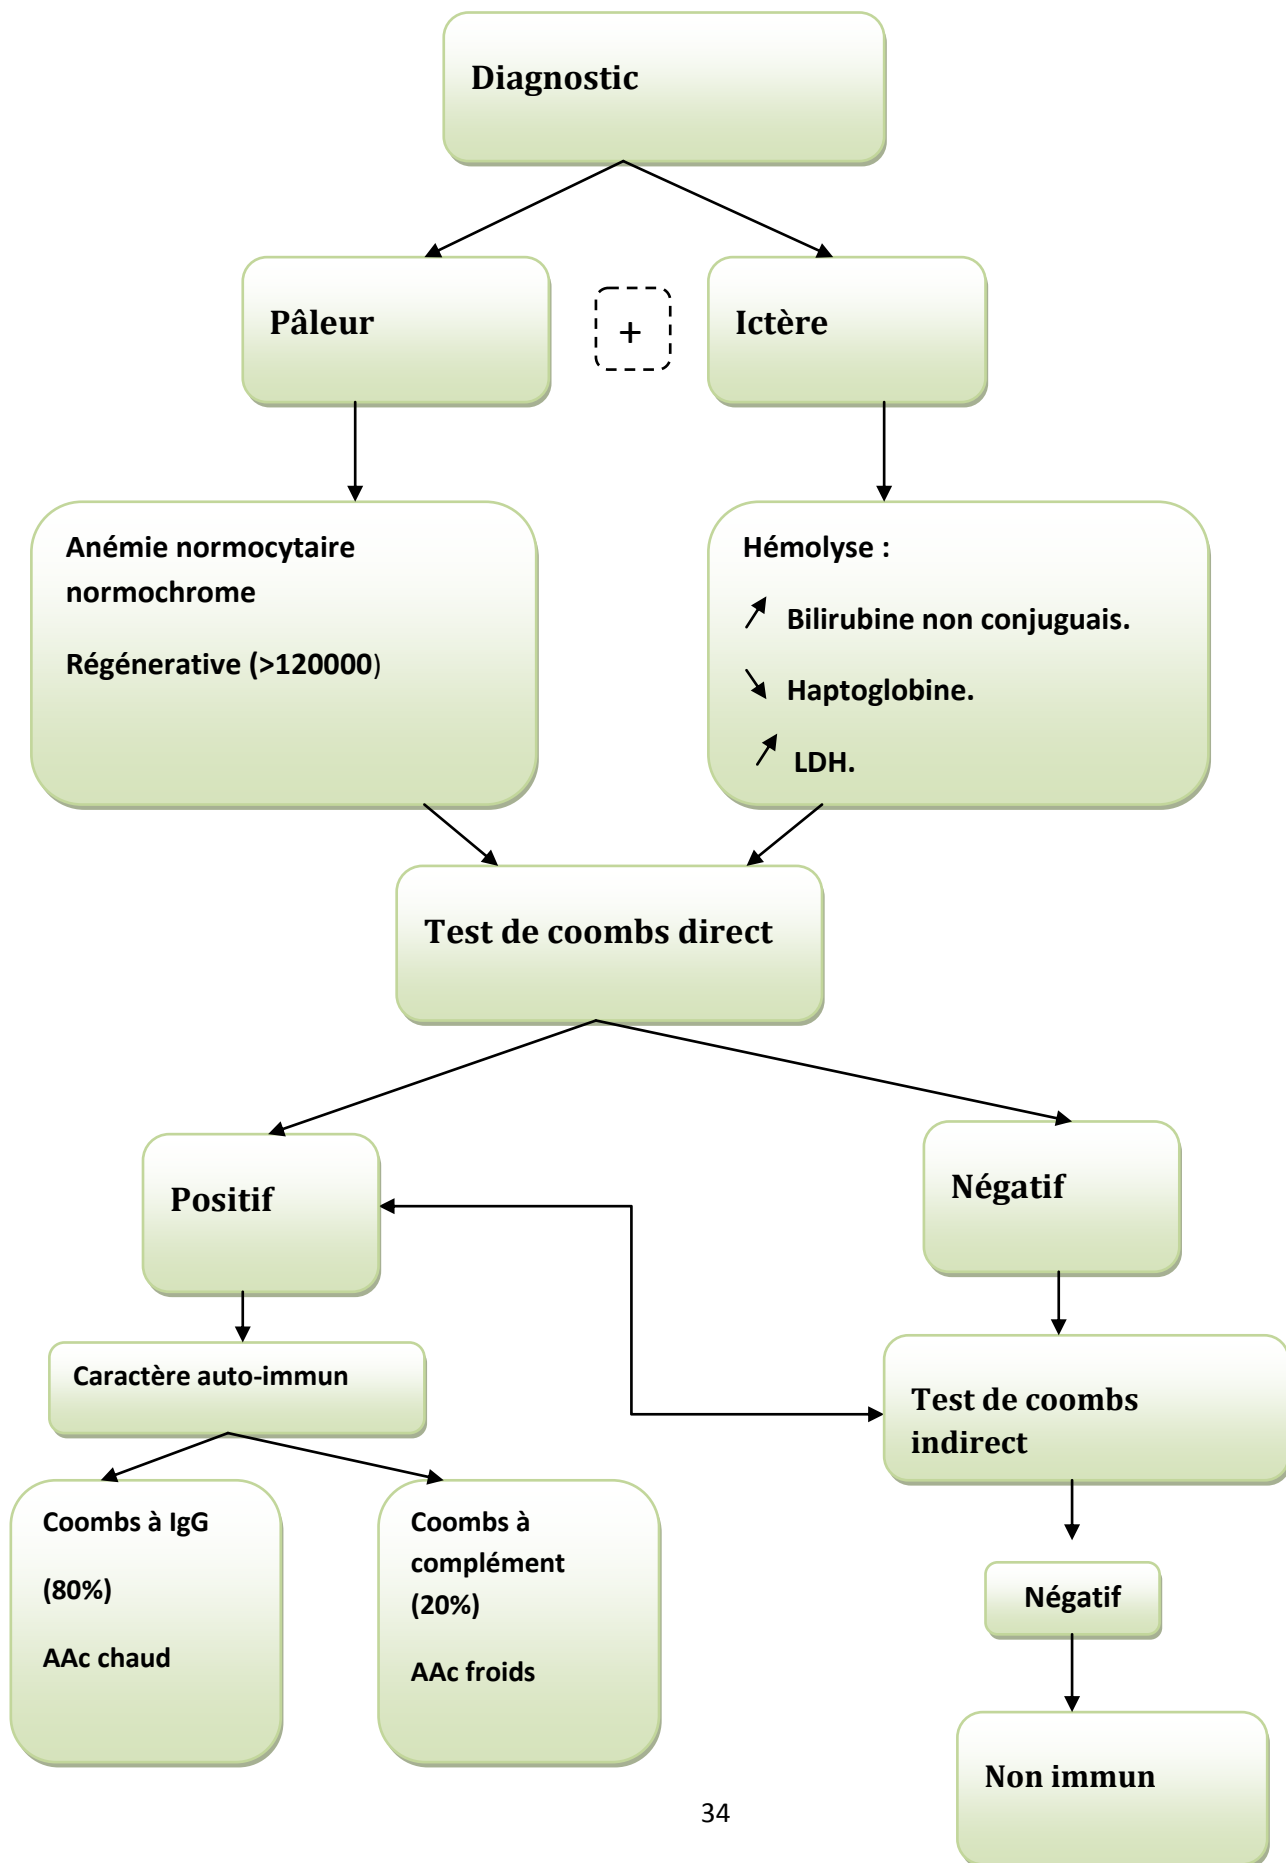 Diagnostic
Pâleur
+
Ictère
Anémie normocytaire
normochrome
Régénerative (>120000)
Hémolyse :
Bilirubine non conjuguais.
Haptoglobine.
LDH.
Test de coombs direct
Positif
Négatif
Caractère auto-immun
Test de coombs
indirect
Coombs à IgG
(80%)
AAc chaud
Coombs à
complément
(20%)
AAc froids
Négatif
Non immun
34